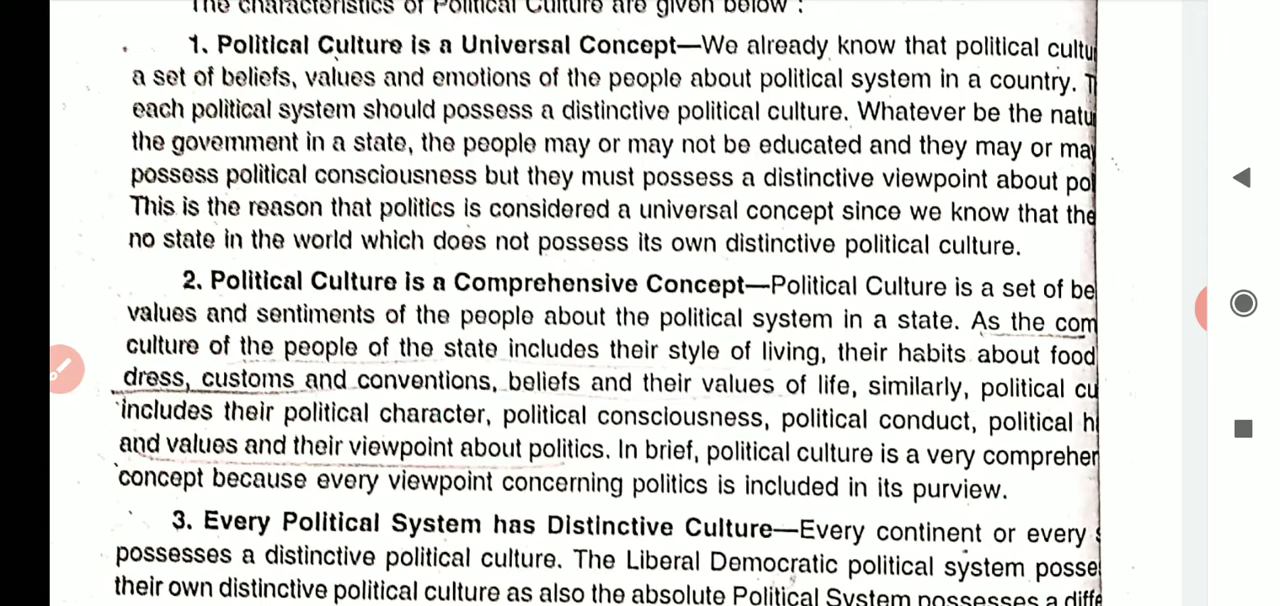 The characteristics of Political Culture are given below :
1. Political Culture is a Universal Concept—We already know that political cultu
a set of beliefs, values and emotions of the people about political system in a country. T
each political system should possess a distinctive political culture. Whatever be the natu
the government in a state, the people may or may not be educated and they may or may
possess political consciousness but they must possess a distinctive viewpoint about pol
This is the reason that politics is considered a universal concept since we know that the
no state in the world which does not possess its own distinctive political culture.
2. Political Culture is a Comprehensive Concept—Political Culture is a set of be
values and sentiments of the people about the political system in a state. As the com
culture of the people of the state includes their style of living, their habits about food
dress, customs and conventions, beliefs and their values of life, similarly, political cu
includes their political character, political consciousness, political conduct, political h
and values and their viewpoint about politics. In brief, political culture is a very comprehen
concept because every viewpoint concerning politics is included in its purview.
3. Every Political System has Distinctive Culture—Every continent or every s
possesses a distinctive political culture. The Liberal Democratic political system posse
their own distinctive political culture as also the absolute Political System possesses a diffe